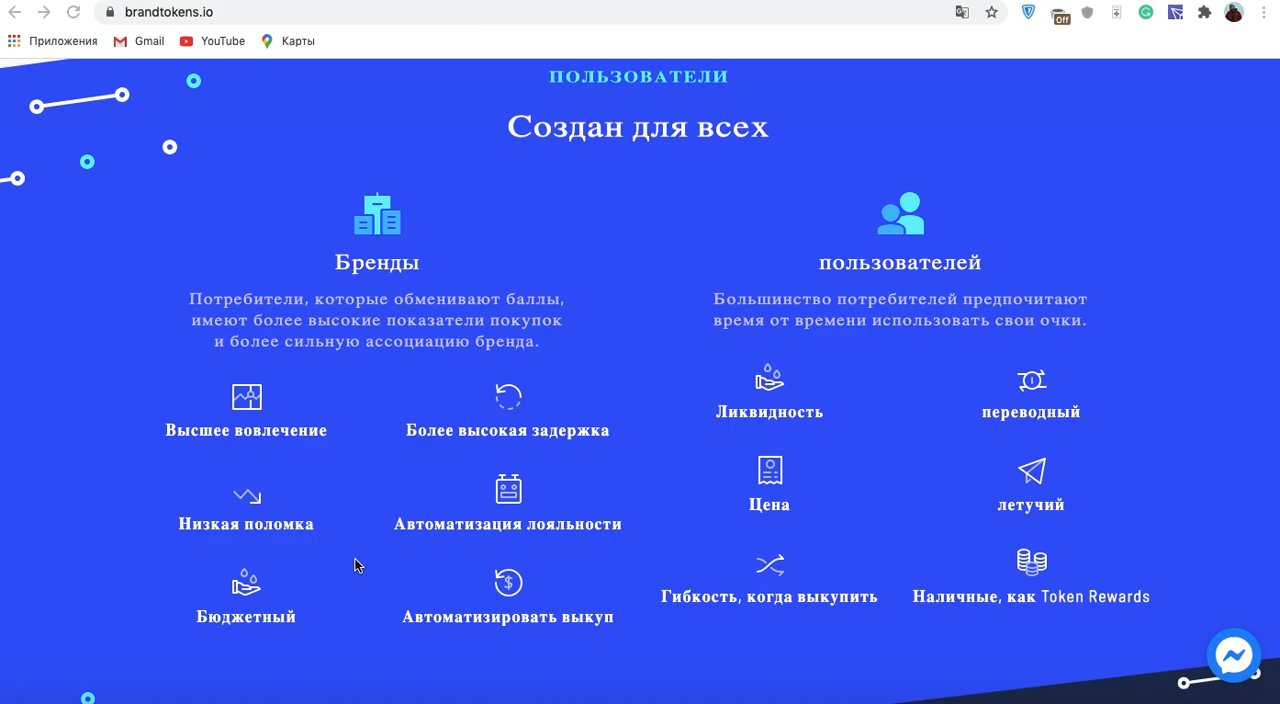 brandtokens.io
Off
Приложения
Gmail
YouTube
Карты
ПОЛЬЗОВАТЕЛИ
Создан для всех
Бренды
Потребители, которые обменивают баллы,
имеют более высокие показатели покупок
и более сильную ассоциацию бренда.
Высшее вовлечение
Более высокая задержка
Низкая поломка
Автоматизация лояльности
Бюджетный
Автоматизировать выкуп
пользователей
Большинство потребителей предпочитают
время от времени использовать свои очки.
Ликвидность
переводный
Цена
летучий
Гибкость, когда выкупить
Наличные, как Token Rewards